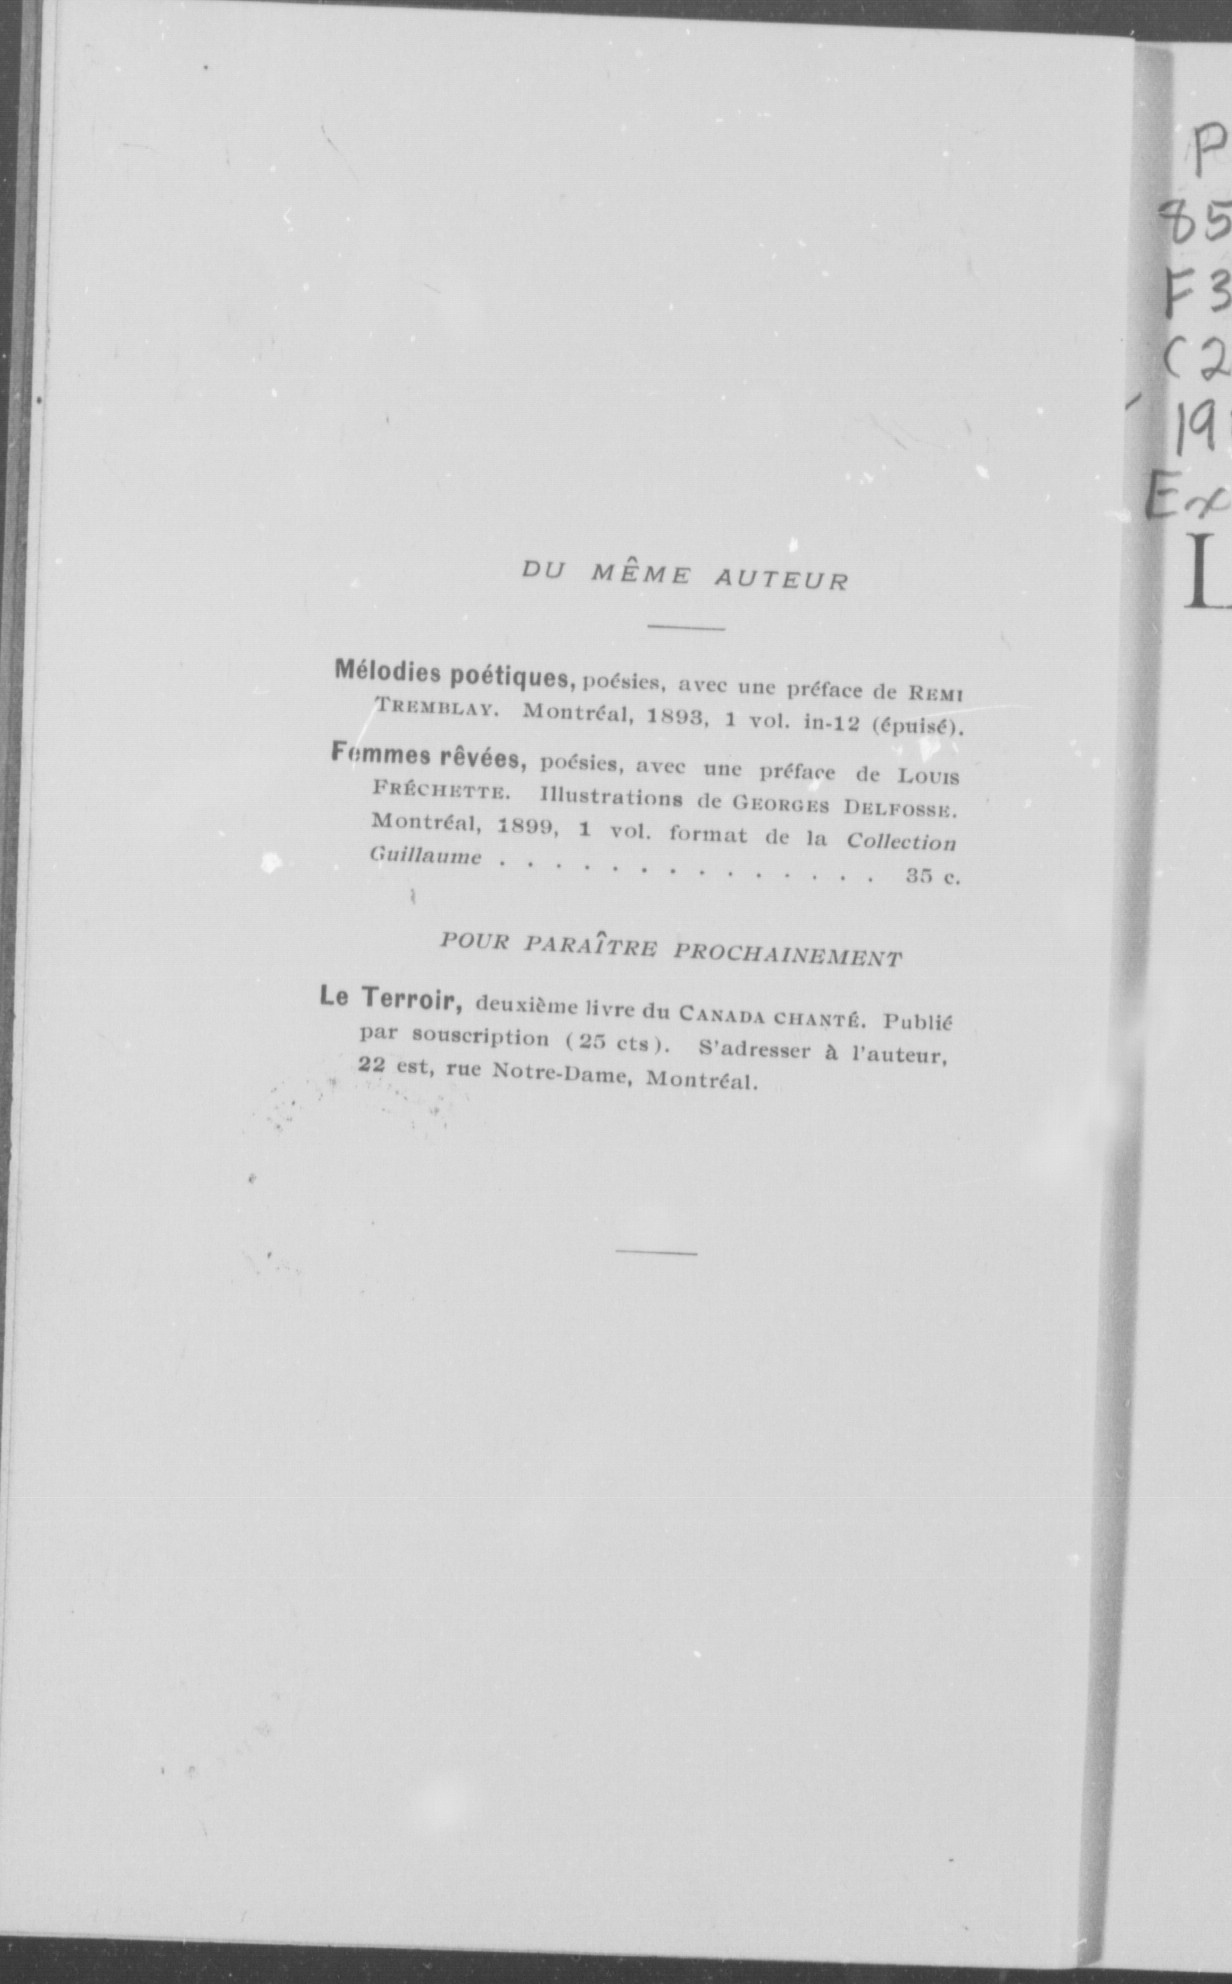 DU MÊME AUTEUR
Mélodies poétiques, poésies, avec une préface de REMI
TREMBLAY. Montréal, 1893, 1 vol. in-12 (épuisé).
Femmes rêvées, poésies, avec une préface de LOUIS
FRÉCHETTE. Illustrations de GEORGES DELFOSSE.
Montréal, 1899, 1 vol. format de la Collection
Guillaume . . . . . . . . . . . . . . 35 c.
POUR PARAÎTRE PROCHAINEMENT
Le Terroir, deuxième livre du CANADA CHANTÉ. Publié
par souscription (25 cts). S'adresser à l'auteur,
22 est, rue Notre-Dame, Montréal.
P
85
F3
C2
19
Ex
L